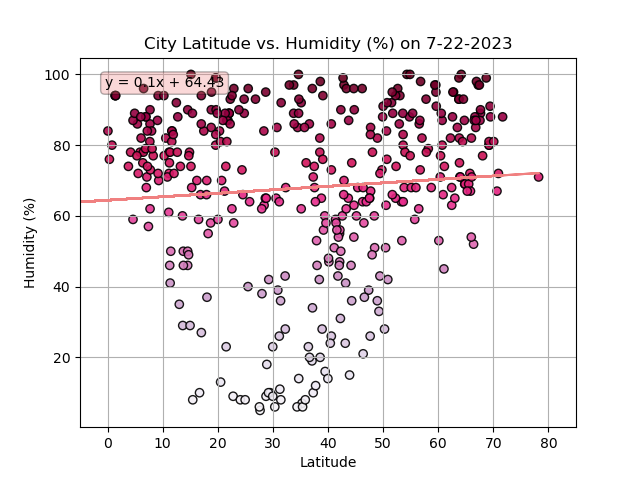 City Latitude vs. Humidity (%) on 7-22-2023
y = 0.1x + 64.43
100
80
60
40
20
Humidity (%)
0 10 20 30 40 50 60 70 80
Latitude